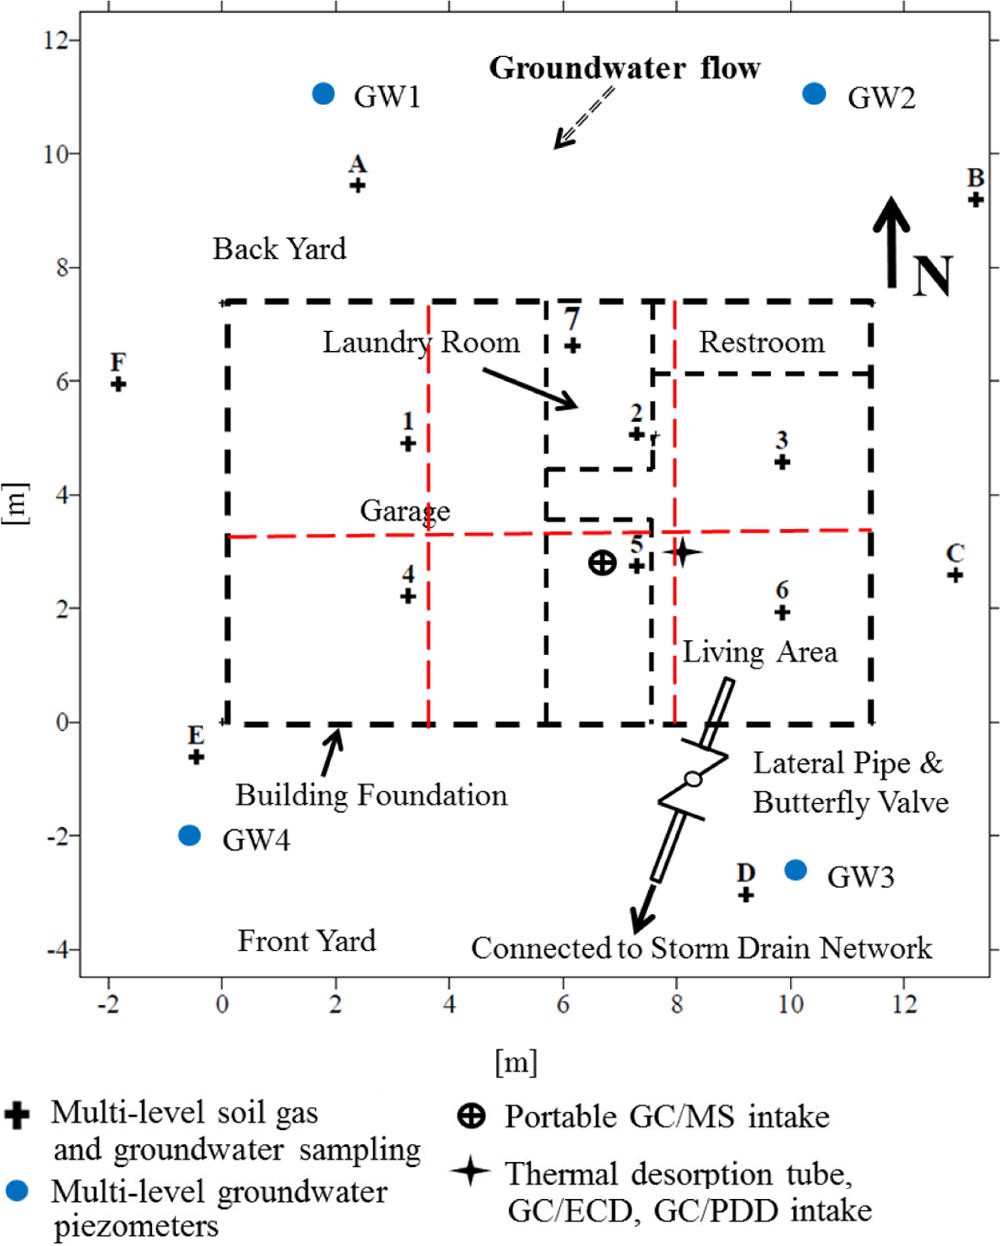 12
10
8
6
4
2
0
-2
-4
[m]
Groundwater flow
GW1
GW2
A
B
Back Yard
N
7
Laundry Room
Restroom
F
1
2
3
Garage
5
C
4
6
Living Area
E
Lateral Pipe &
Butterfly Valve
Building Foundation
GW4
D
GW3
Front Yard
Connected to Storm Drain Network
-2 0 2 4 6 8 10 12
[m]
Multi-level soil gas
and groundwater sampling
Multi-level groundwater
piezometers
Portable GC/MS intake
Thermal desorption tube,
GC/ECD, GC/PDD intake